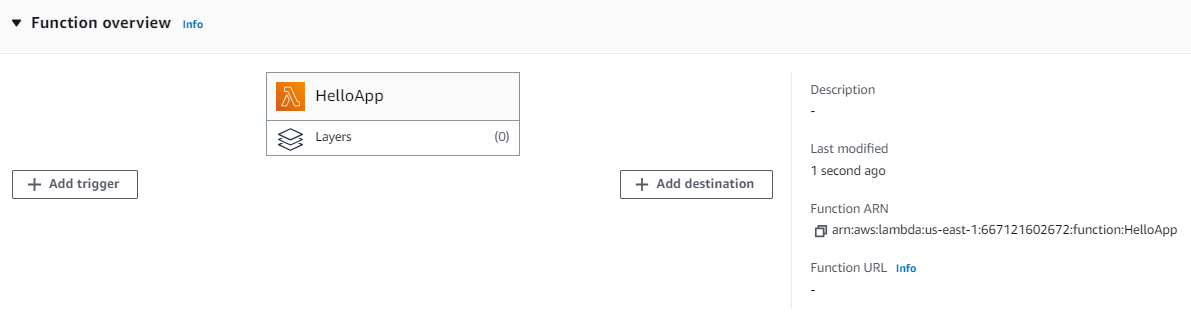 Function overview Info
HelloApp
Layers (0)
Add trigger
Add destination
Description
-
Last modified
1 second ago
Function ARN
arn:aws:lambda:us-east-1:667121602672:function:HelloApp
Function URL Info
-